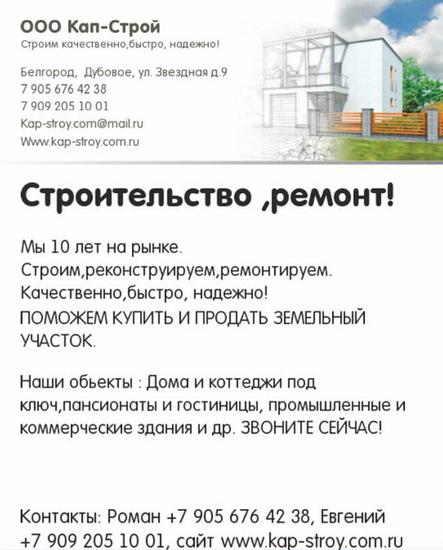 ООО Кап-Строй
Строим качественно,быстро, надежно!
Белгород,  Дубовое, ул. Звездная д.9
7 905 676 42 38
7 909 205 10 01
Kap-stroy.com@mail.ru
Www.kap-stroy.com.ru
Строительство ,ремонт!
Мы 10 лет на рынке.
Строим,реконструируем,ремонтируем.
Качественно,быстро, надежно!
ПОМОЖЕМ КУПИТЬ И ПРОДАТЬ ЗЕМЕЛЬНЫЙ
УЧАСТОК.
Наши обьекты : Дома и коттеджи под
ключ,пансионаты и гостиницы, промышленные и
коммерческие здания и др. ЗВОНИТЕ СЕЙЧАС!
Контакты: Роман +7 905 676 42 38, Евгений
+7 909 205 10 01, сайт www.kap-stroy.com.ru